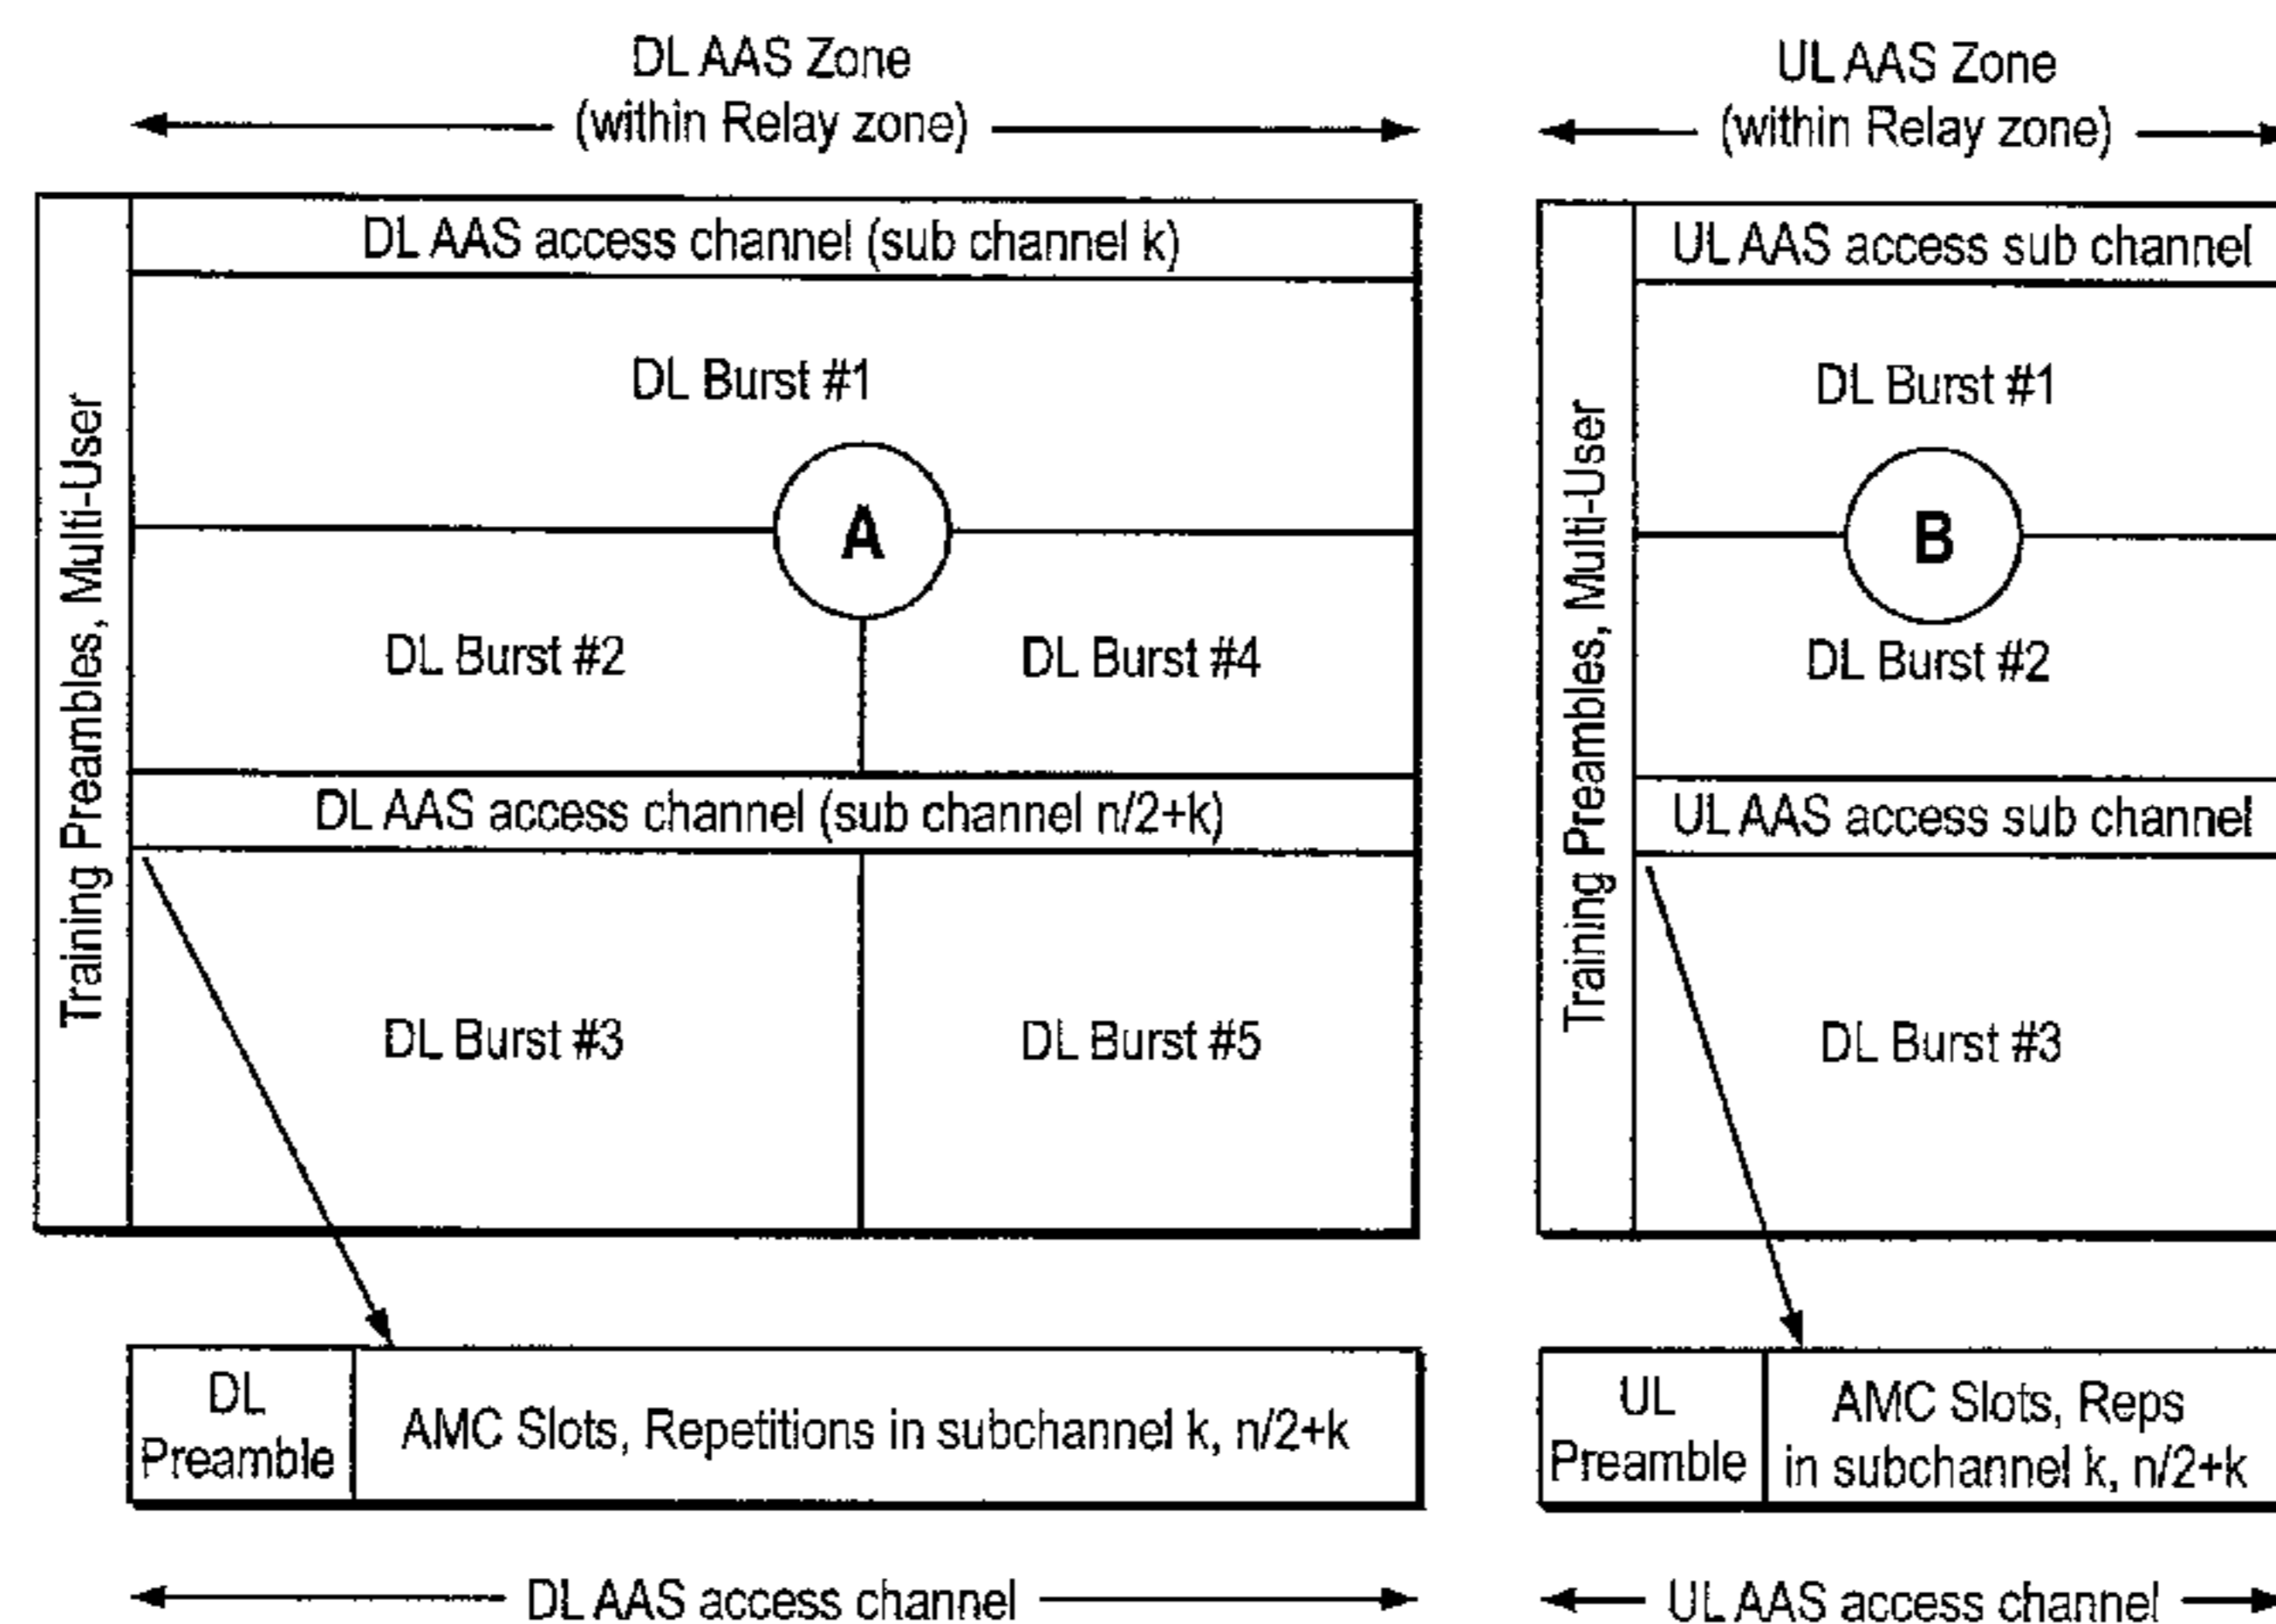 DL AAS Zone
(within Relay zone)
Training Preambles, Multi-User
DL AAS access channel (sub channel k)
DL Burst #1
A
DL Burst #2
DL Burst #4
DL AAS access channel (sub channel n/2+k)
DL Burst #3
DL Burst #5
DL
Preamble
AMC Slots, Repetitions in subchannel k, n/2+k
DL AAS access channel
UL AAS Zone
(within Relay zone)
Training Preambles, Multi-User
UL AAS access sub channel
DL Burst #1
B
DL Burst #2
UL AAS access sub channel
DL Burst #3
UL
Preamble
AMC Slots, Reps
in subchannel k, n/2+k
UL AAS access channel